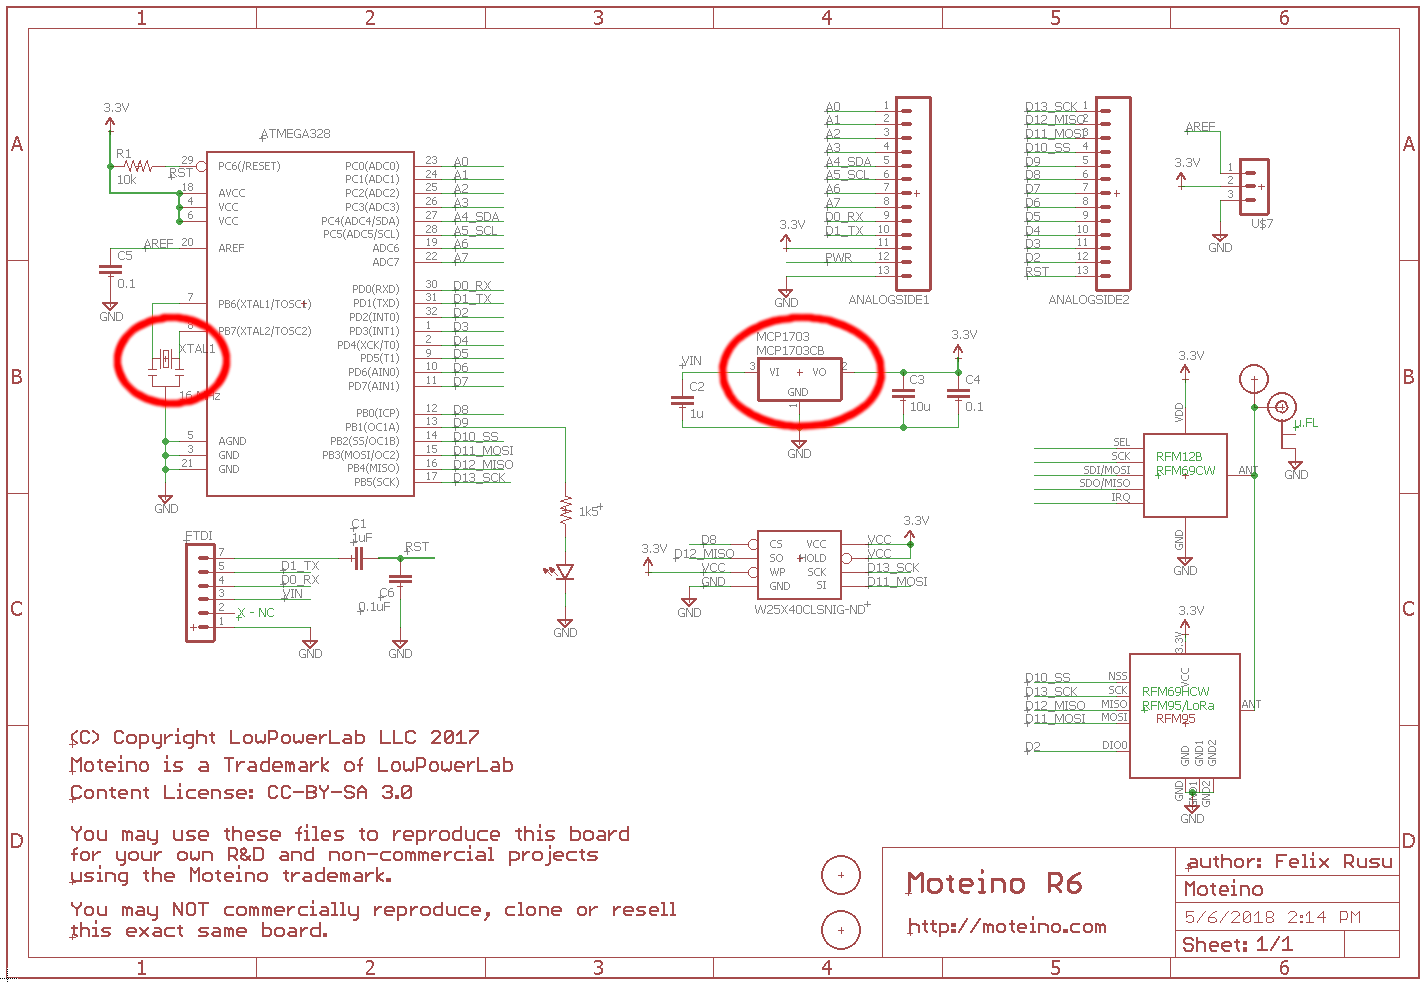 1 2 3 4 5 6
A
B
C
D
A
B
C
D
3.3V
ATMEGA328
R1
10k
RST
29 PC6(/RESET)
18 AVCC
4 VCC
6 VCC
AREF 20 AREF
C5
0.1
GND
7 PB6(XTAL1/TOSC1)
8 PB7(XTAL2/TOSC2)
XTAL1
5 AGND
3 GND
21 GND
GND
PC0(ADC0) 23 A0
PC1(ADC1) 24 A1
PC2(ADC2) 25 A2
PC3(ADC3) 26 A3
PC4(ADC4/SDA) 27 A4_SDA
PC5(ADC5/SCL) 28 A5_SCL
ADC6 19 A6
ADC7 22 A7
PD0(RXD) 30 D0_RX
PD1(TXD) 31 D1_TX
PD2(INT0) 32 D2
PD3(INT1) 1 D3
PD4(XCK/T0) 2 D4
PD5(T1) 9 D5
PD6(AIN0) 10 D6
PD7(AIN1) 11 D7
PB0(ICP) 12 D8
PB1(OC1A) 13 D9
PB2(SS/OC1B) 14 D10_SS
PB3(MOSI/OC2) 15 D11_MOSI
PB4(MISO) 16 D12_MISO
PB5(SCK) 17 D13_SCK
1k5
GND
A0 1
A1 2
A2 3
A3 4
A4_SDA 5
A5_SCL 6
A6 7
A7 8
D0_RX 9
D1_TX 10
3.3V 11
PWR 12
13
GND
ANALOGSIDE1
D13_SCK 1
D12_MISO 2
D11_MOSI 3
D10_SS 4
D9 5
D8 6
D7 7
D6 8
D5 9
D4 10
D3 11
D2 12
RST 13
ANALOGSIDE2
AREF
3.3V
1
2
3
GND
U$7
MCP1703
MCP1703CB
VIN
3 VI VO 2
GND
1
C2
1u
C3
10u
C4
0.1
3.3V
GND
3.3V
VDD
SEL
SCK
SDI/MOSI
SDO/MISO
IRQ
RFM12B
RFM69CW
ANT
GND
GND
µ.FL
GND
FTDI
7
5 D1_TX
4 D0_RX
3 VIN
2 X - NC
1
GND
C1
1uF
RST
C6
0.1uF
GND
3.3V
D8 CS
D12_MISO SO
VCC WP
GND GND
GND
3.3V
VCC VCC
HOLD VCC
SCK D13_SCK
SI D11_MOSI
W25X40CLSNIG-ND
3.3V
3.3V
VCC
D10_SS NSS
D13_SCK SCK
D12_MISO MISO
D11_MOSI MOSI
D2 DIO0
RFM69HCW
RFM95/LoRa
RFM95
ANT
GND GND1 GND2
GND GND1 GND2
GND
(C) Copyright LowPowerLab LLC 2017
Moteino is a Trademark of LowPowerLab
Content License: CC-BY-SA 3.0
You may use these files to reproduce this board
for your own R&D and non-commercial projects
using the Moteino trademark.
You may NOT commercially reproduce, clone or resell
this exact same board.
Moteino R6
http://moteino.com
author: Felix Rusu
Moteino
5/6/2018 2:14 PM
Sheet: 1/1
1 2 3 4 5 6